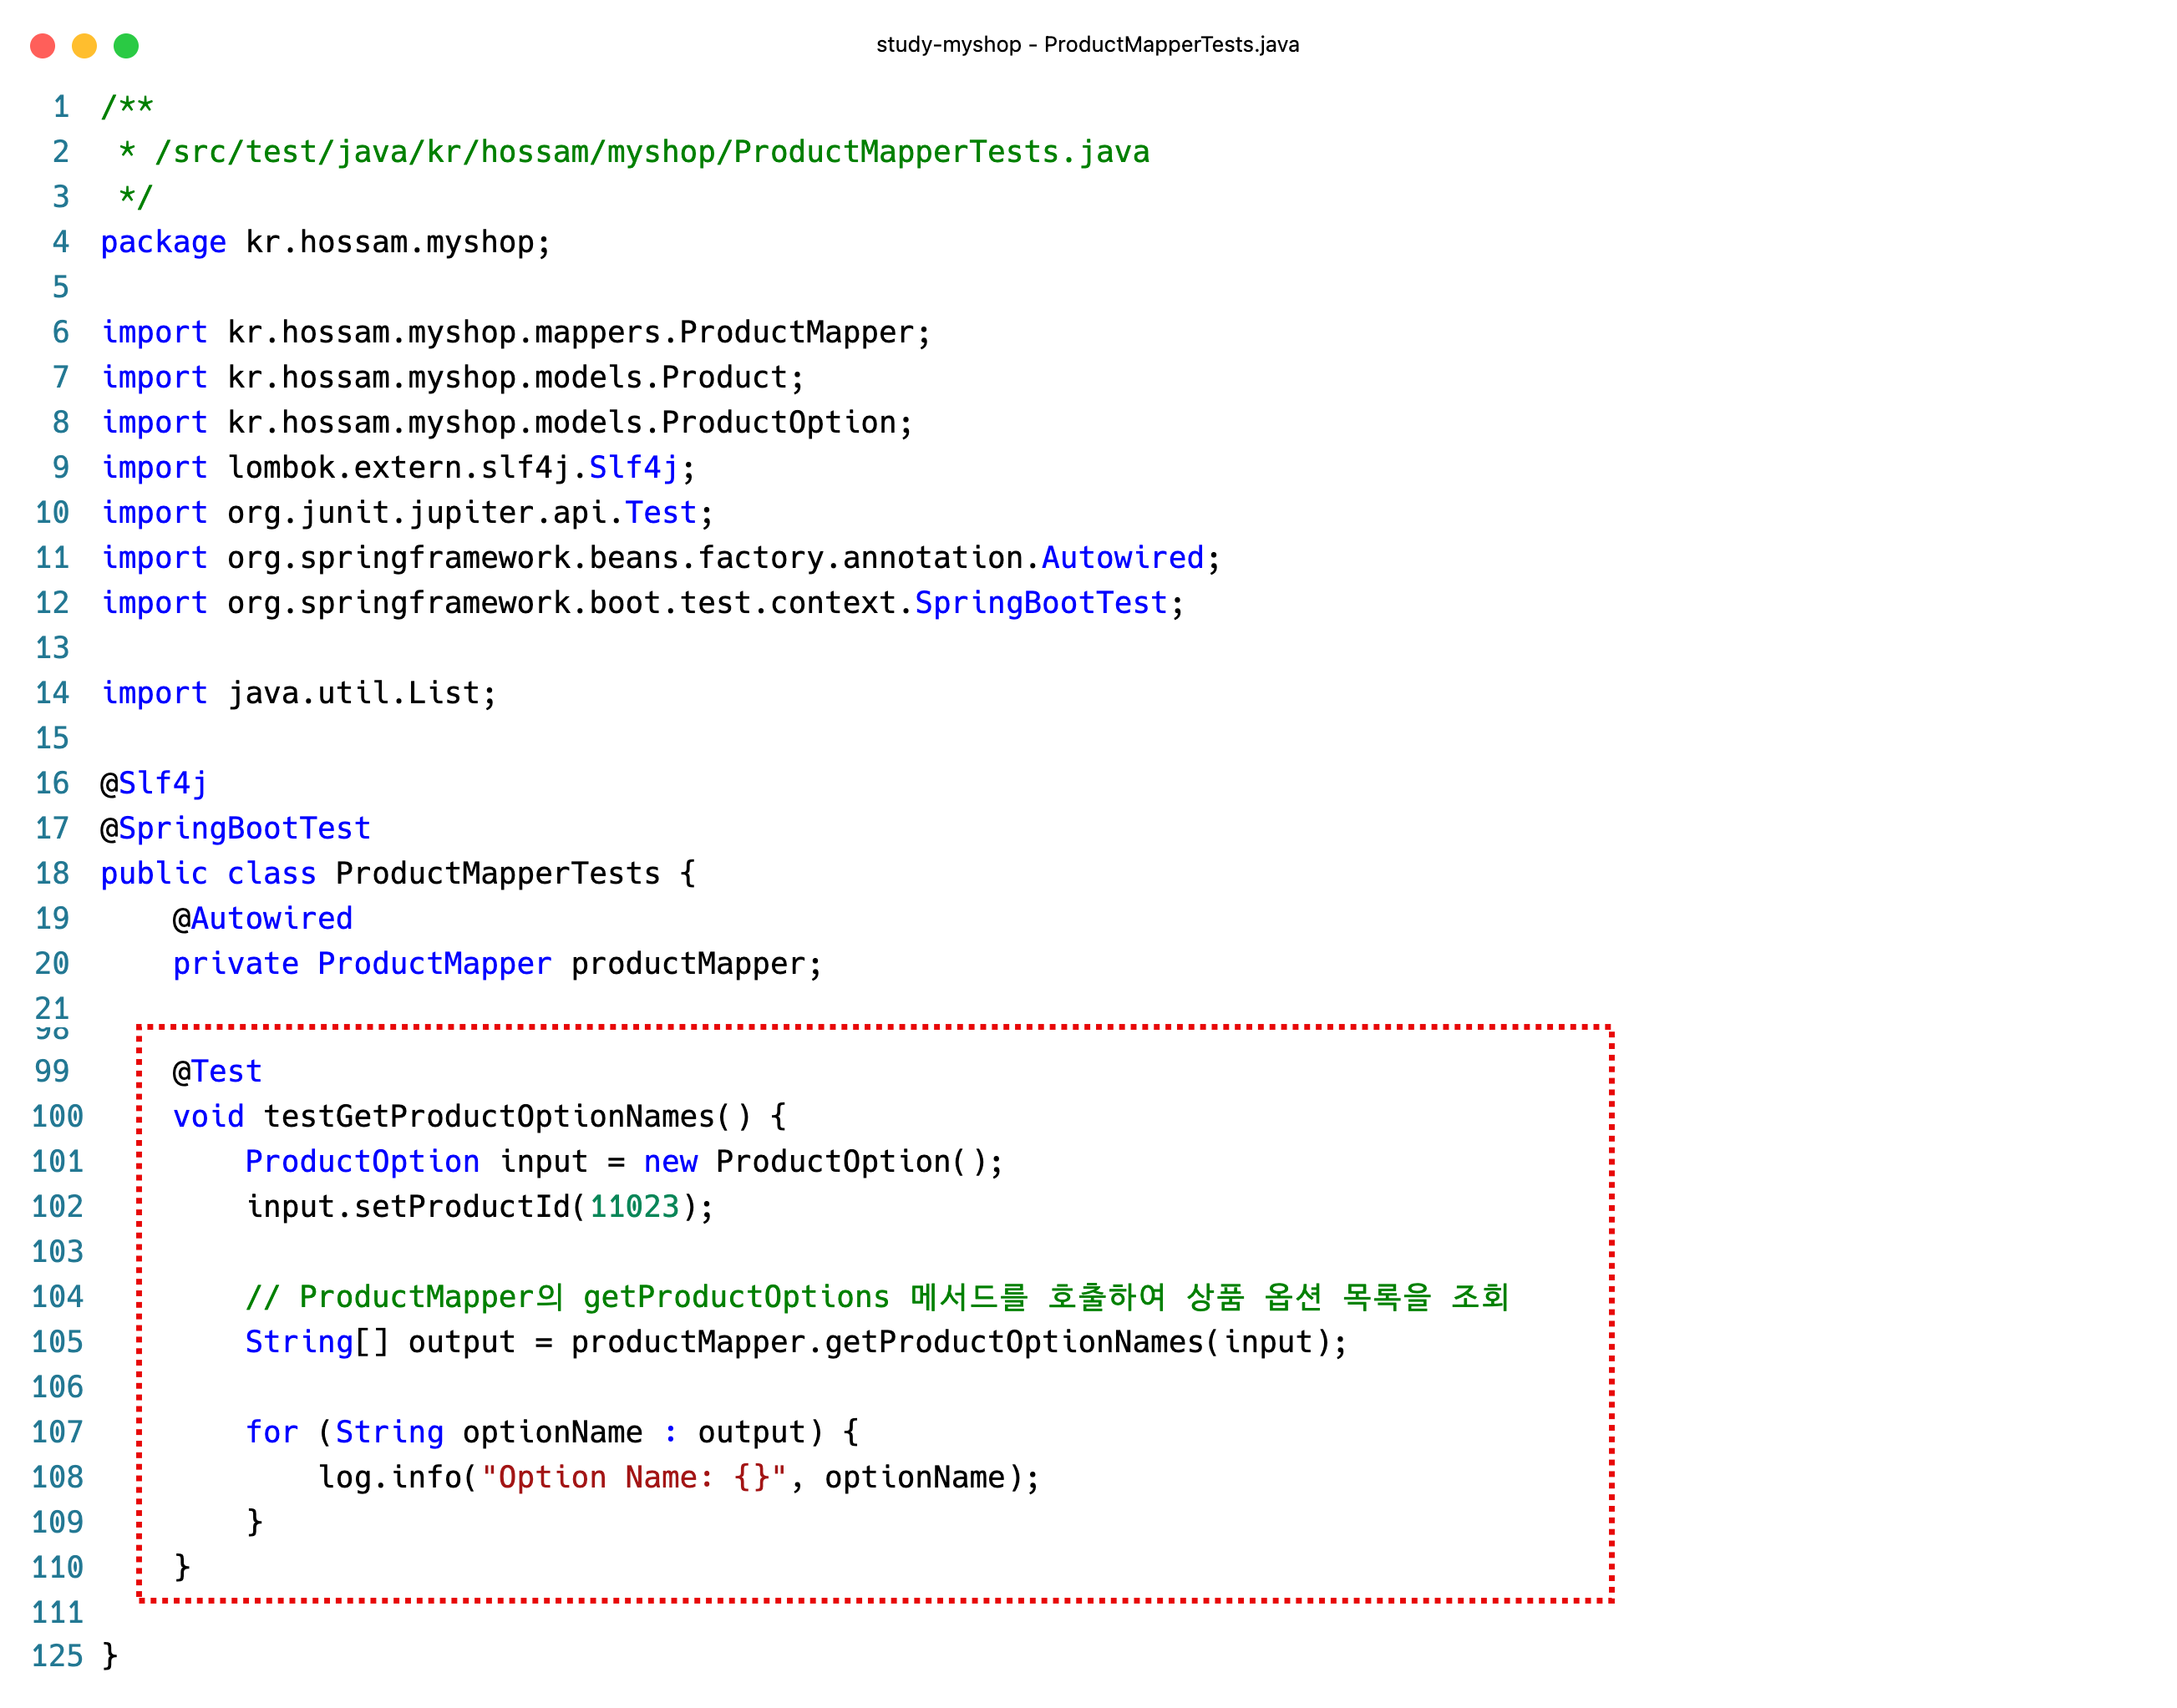 study-myshop - ProductMapperTests.java
1 /**
2  * /src/test/java/kr/hossam/myshop/ProductMapperTests.java
3  */
4 package kr.hossam.myshop;
5
6 import kr.hossam.myshop.mappers.ProductMapper;
7 import kr.hossam.myshop.models.Product;
8 import kr.hossam.myshop.models.ProductOption;
9 import lombok.extern.slf4j.Slf4j;
10 import org.junit.jupiter.api.Test;
11 import org.springframework.beans.factory.annotation.Autowired;
12 import org.springframework.boot.test.context.SpringBootTest;
13
14 import java.util.List;
15
16 @Slf4j
17 @SpringBootTest
18 public class ProductMapperTests {
19     @Autowired
20     private ProductMapper productMapper;
21
98
99     @Test
100     void testGetProductOptionNames() {
101         ProductOption input = new ProductOption();
102         input.setProductId(11023);
103
104         // ProductMapper의 getProductOptions 메서드를 호출하여 상품 옵션 목록을 조회
105         String[] output = productMapper.getProductOptionNames(input);
106
107         for (String optionName : output) {
108             log.info("Option Name: {}", optionName);
109         }
110     }
111
125 }